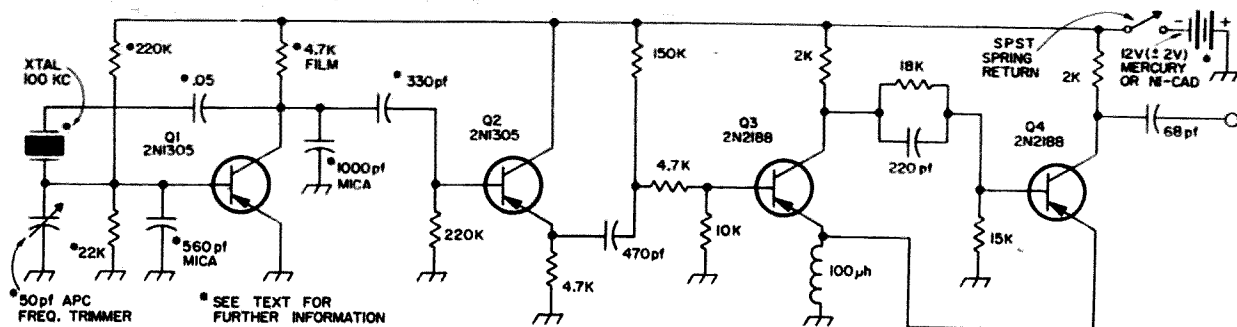 XTAL
100 KC
•220K
•.05
•4.7K
FILM
•330pf
Q1
2N1305
•1000pf
MICA
•22K
•560pf
MICA
•50pf APC
FREQ. TRIMMER
• SEE TEXT FOR
FURTHER INFORMATION
Q2
2N1305
220K
4.7K
470pf
150K
4.7K
10K
Q3
2N2188
2K
100µh
18K
220pf
15K
Q4
2N2188
2K
68pf
SPST
SPRING
RETURN
- +
12V(±2V) •
MERCURY
OR NI-CAD